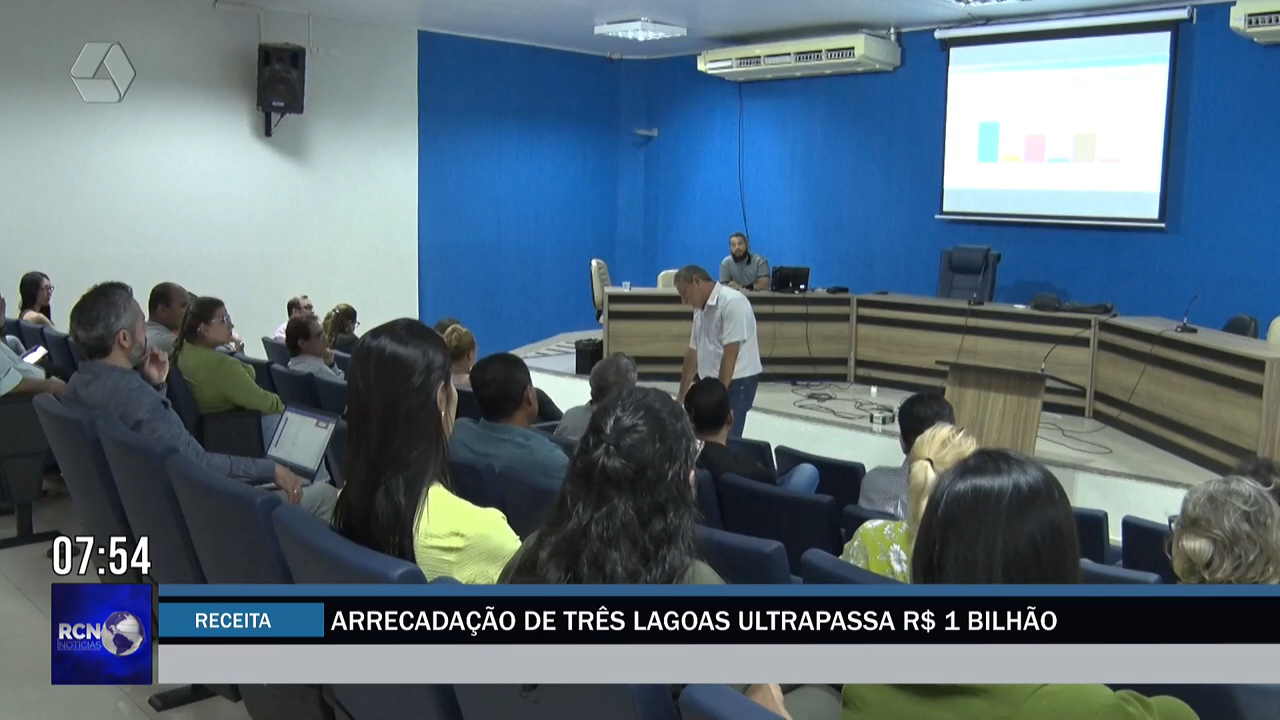 07:54
RCN
NOTÍCIAS
RECEITA
ARRECADAÇÃO DE TRÊS LAGOAS ULTRAPASSA R$ 1 BILHÃO